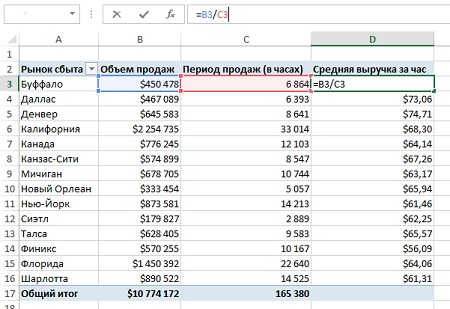 =B3/C3
A B C D
1
2 Рынок сбыта Объем продаж Период продаж (в часах) Средняя выручка за час
3 Буффало $450 478 6 864 =B3/C3
4 Даллас $467 089 6 393 $73,06
5 Денвер $645 583 8 641 $74,71
6 Калифорния $2 254 735 33 014 $68,30
7 Канада $776 245 12 103 $64,14
8 Канзас-Сити $574 899 8 547 $67,26
9 Мичиган $678 705 10 744 $63,17
10 Новый Орлеан $333 454 5 057 $65,94
11 Нью-Йорк $873 581 14 213 $61,46
12 Сиэтл $179 827 2 889 $62,25
13 Талса $628 405 9 583 $65,57
14 Финикс $570 255 10 167 $56,09
15 Флорида $1 450 392 22 640 $64,06
16 Шарлотта $890 522 14 525 $61,31
17 Общий итог $10 774 172 165 380